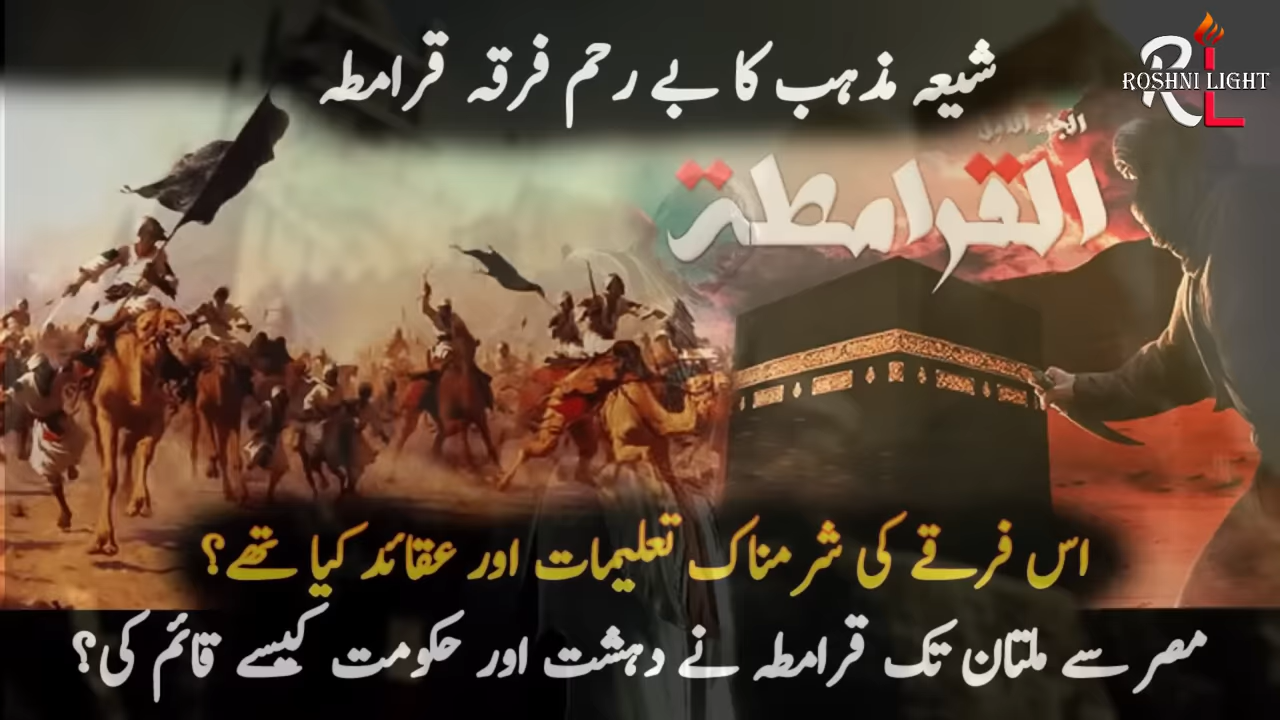 شیعہ مذہب کا بے رحم فرقہ قرامطہ
ROSHNI LIGHT
القرامطة
اس فرقے کی شرمناک تعلیمات اور عقائد کیا تھے؟
مصر سے ملتان تک قرامطہ نے دہشت اور حکومت کیسے قائم کی؟